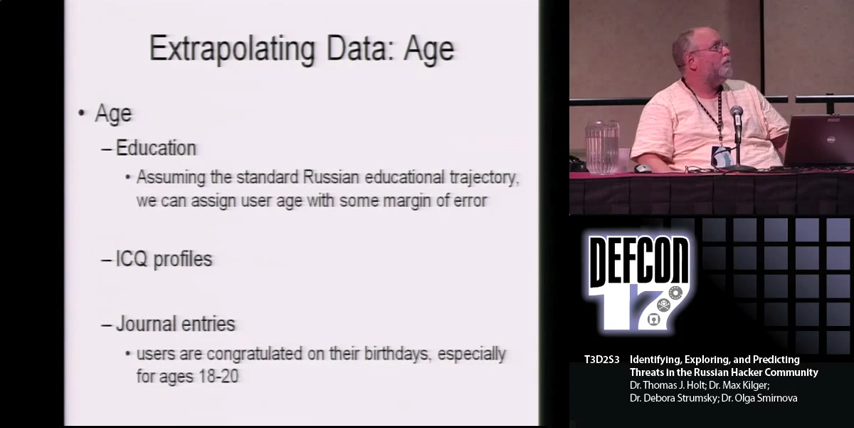 Extrapolating Data: Age
• Age
– Education
• Assuming the standard Russian educational trajectory,
we can assign user age with some margin of error
– ICQ profiles
– Journal entries
• users are congratulated on their birthdays, especially
for ages 18-20
DEFCON
17
T3D2S3 Identifying, Exploring, and Predicting
Threats in the Russian Hacker Community
Dr. Thomas J. Holt; Dr. Max Kilger;
Dr. Debora Strumsky; Dr. Olga Smirnova